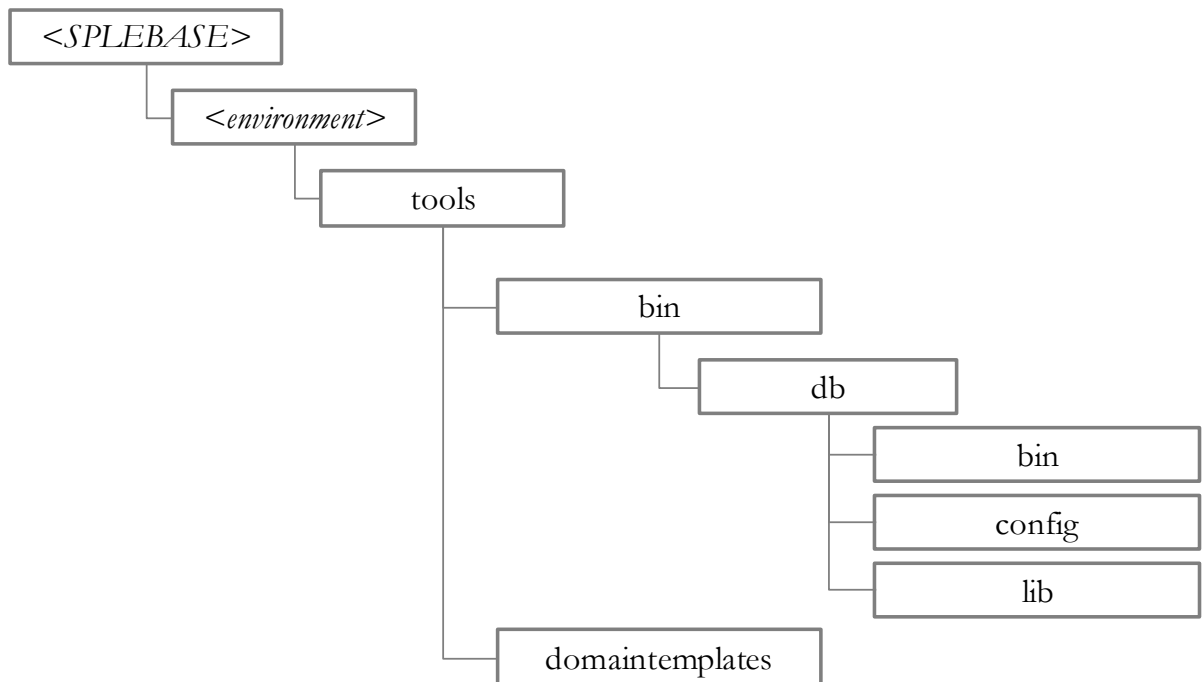 <SPLEBASE>
<environment>
tools
bin
db
bin
config
lib
domaintemplates